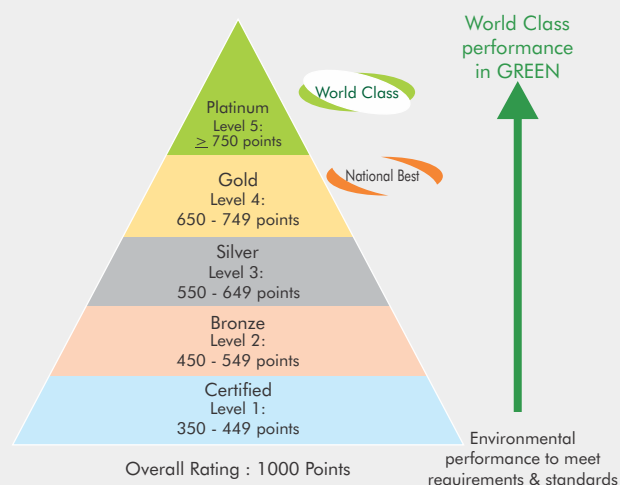 World Class
performance
in GREEN
World Class
Platinum
Level 5:
≥ 750 points
National Best
Gold
Level 4:
650 - 749 points
Silver
Level 3:
550 - 649 points
Bronze
Level 2:
450 - 549 points
Certified
Level 1:
350 - 449 points
Overall Rating : 1000 Points
Environmental
performance to meet
requirements & standards